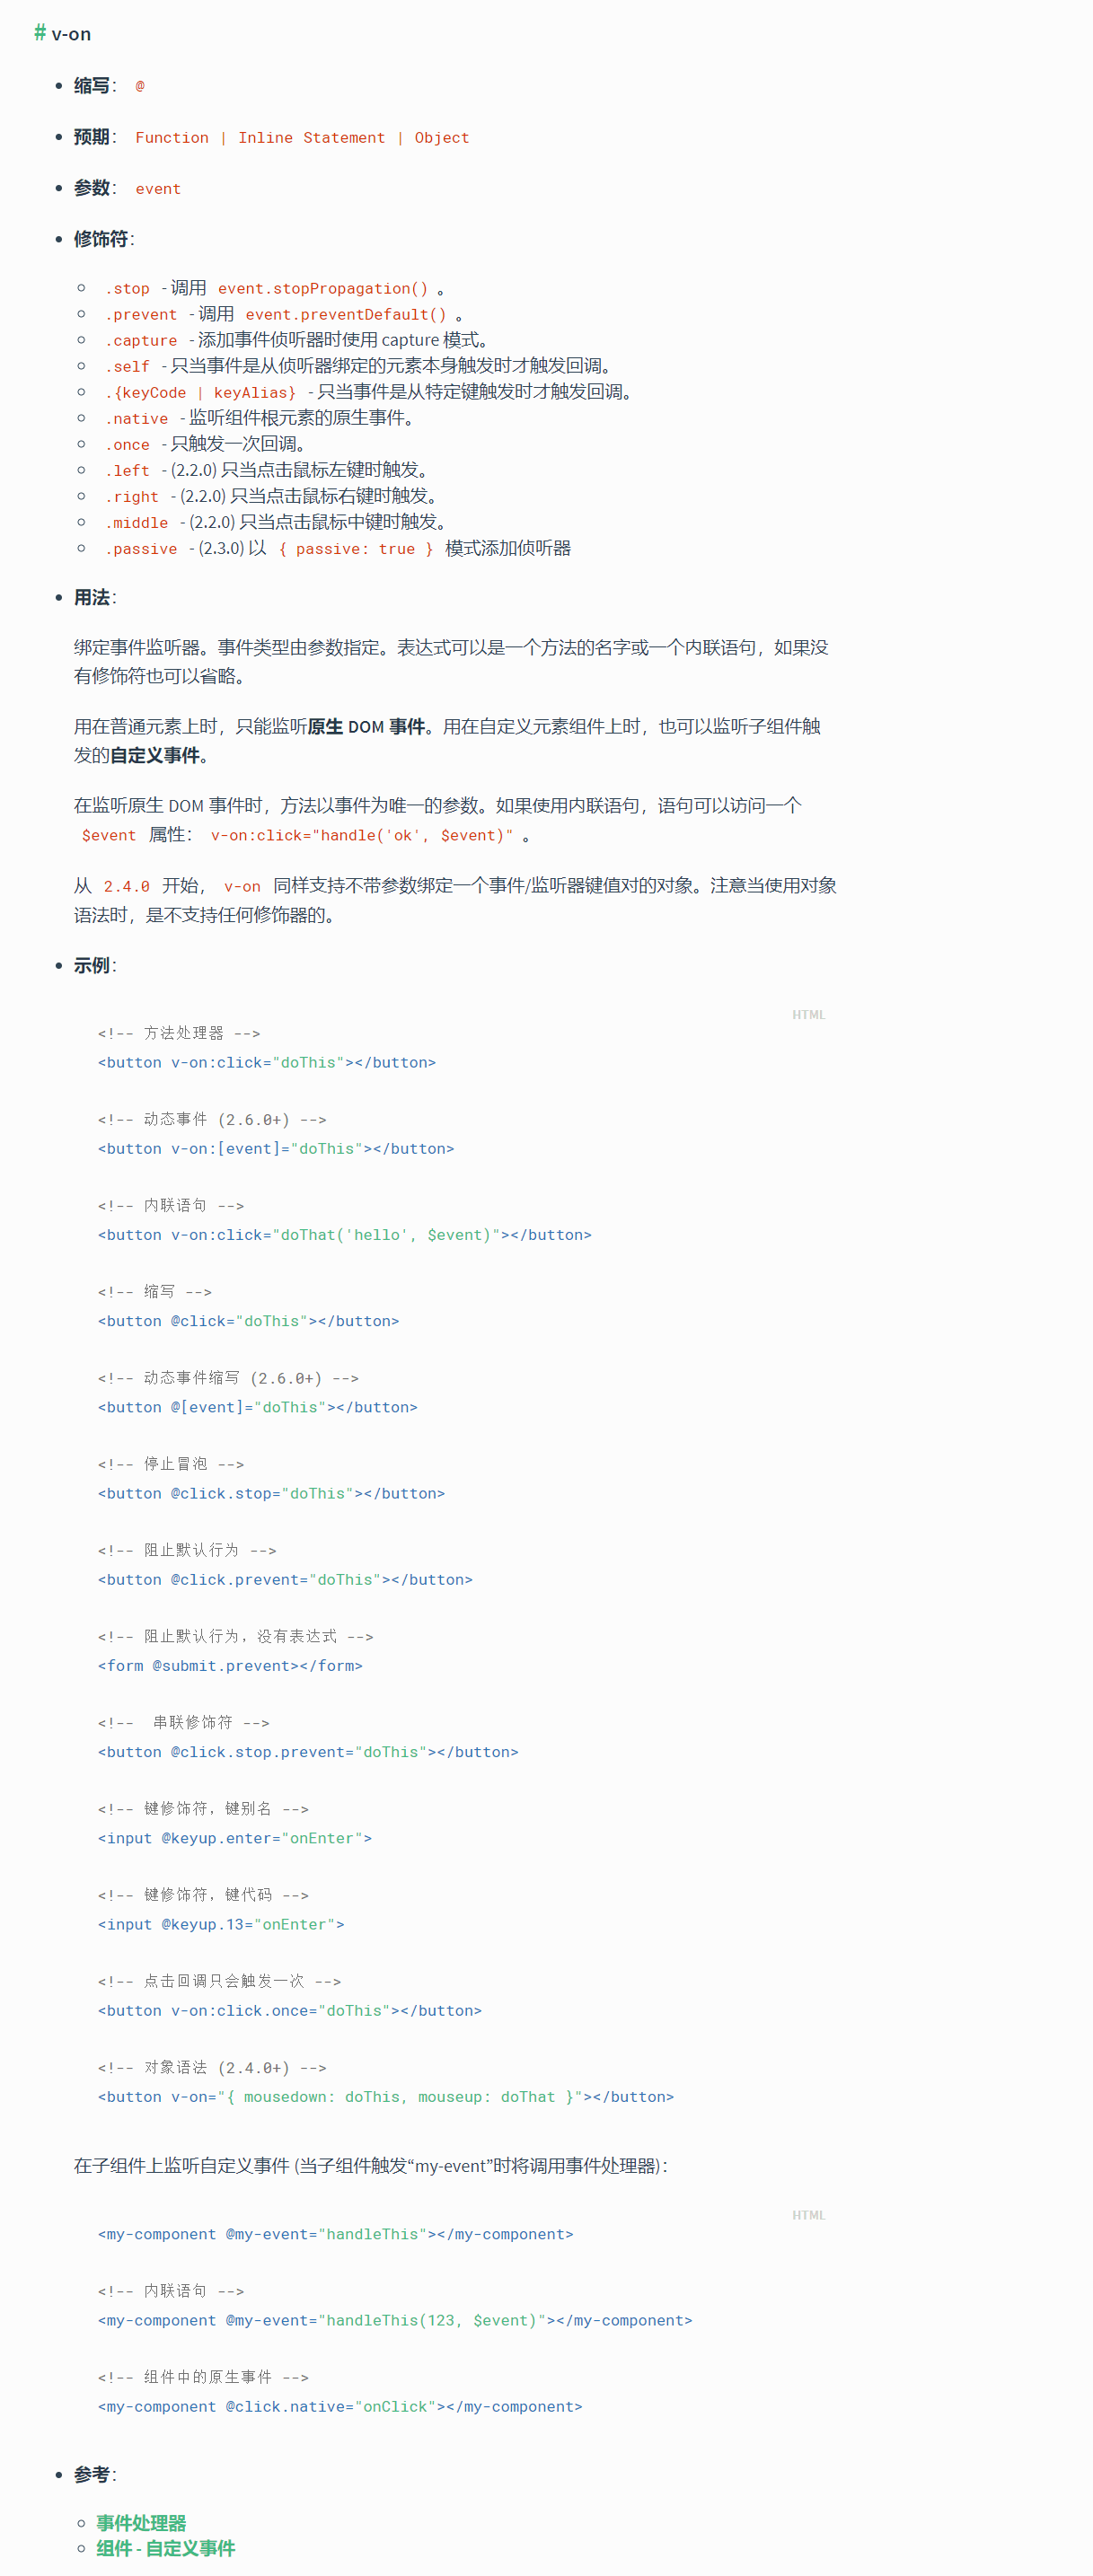 # v-on
缩写： @
预期： Function | Inline Statement | Object
参数： event
修饰符：
.stop - 调用 event.stopPropagation() 。
.prevent - 调用 event.preventDefault() 。
.capture - 添加事件侦听器时使用 capture 模式。
.self - 只当事件是从侦听器绑定的元素本身触发时才触发回调。
.{keyCode | keyAlias} - 只当事件是从特定键触发时才触发回调。
.native - 监听组件根元素的原生事件。
.once - 只触发一次回调。
.left - (2.2.0) 只当点击鼠标左键时触发。
.right - (2.2.0) 只当点击鼠标右键时触发。
.middle - (2.2.0) 只当点击鼠标中键时触发。
.passive - (2.3.0) 以 { passive: true } 模式添加侦听器
用法：
绑定事件监听器。事件类型由参数指定。表达式可以是一个方法的名字或一个内联语句，如果没
有修饰符也可以省略。
用在普通元素上时，只能监听原生 DOM 事件。用在自定义元素组件上时，也可以监听子组件触
发的自定义事件。
在监听原生 DOM 事件时，方法以事件为唯一的参数。如果使用内联语句，语句可以访问一个
$event 属性： v-on:click="handle('ok', $event)" 。
从 2.4.0 开始， v-on 同样支持不带参数绑定一个事件/监听器键值对的对象。注意当使用对象
语法时，是不支持任何修饰器的。
示例：
HTML
<!-- 方法处理器 -->
<button v-on:click="doThis"></button>
<!-- 动态事件 (2.6.0+) -->
<button v-on:[event]="doThis"></button>
<!-- 内联语句 -->
<button v-on:click="doThat('hello', $event)"></button>
<!-- 缩写 -->
<button @click="doThis"></button>
<!-- 动态事件缩写 (2.6.0+) -->
<button @[event]="doThis"></button>
<!-- 停止冒泡 -->
<button @click.stop="doThis"></button>
<!-- 阻止默认行为 -->
<button @click.prevent="doThis"></button>
<!-- 阻止默认行为，没有表达式 -->
<form @submit.prevent></form>
<!--  串联修饰符 -->
<button @click.stop.prevent="doThis"></button>
<!-- 键修饰符，键别名 -->
<input @keyup.enter="onEnter">
<!-- 键修饰符，键代码 -->
<input @keyup.13="onEnter">
<!-- 点击回调只会触发一次 -->
<button v-on:click.once="doThis"></button>
<!-- 对象语法 (2.4.0+) -->
<button v-on="{ mousedown: doThis, mouseup: doThat }"></button>
在子组件上监听自定义事件 (当子组件触发“my-event”时将调用事件处理器)：
HTML
<my-component @my-event="handleThis"></my-component>
<!-- 内联语句 -->
<my-component @my-event="handleThis(123, $event)"></my-component>
<!-- 组件中的原生事件 -->
<my-component @click.native="onClick"></my-component>
参考：
事件处理器
组件 - 自定义事件